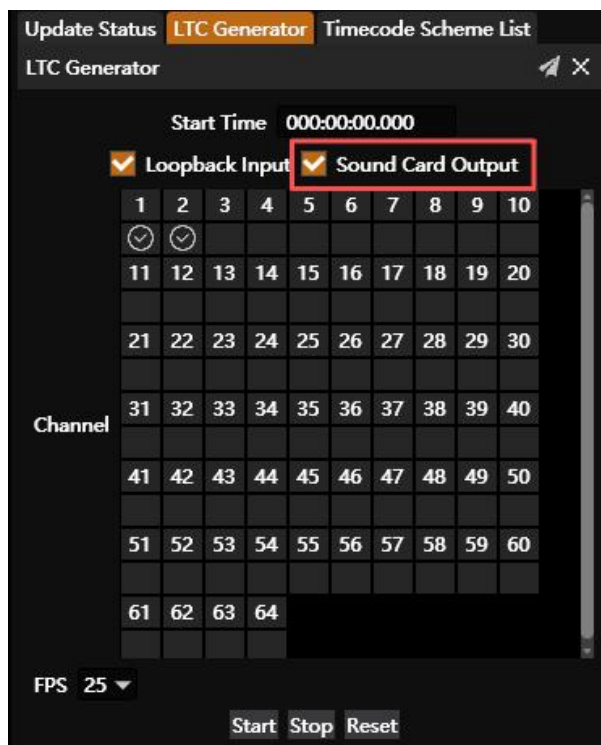 Update Status LTC Generator Timecode Scheme List
LTC Generator
Start Time 000:00:00.000
Loopback Input Sound Card Output
1 2 3 4 5 6 7 8 9 10
11 12 13 14 15 16 17 18 19 20
21 22 23 24 25 26 27 28 29 30
Channel
31 32 33 34 35 36 37 38 39 40
41 42 43 44 45 46 47 48 49 50
51 52 53 54 55 56 57 58 59 60
61 62 63 64
FPS 25
Start Stop Reset